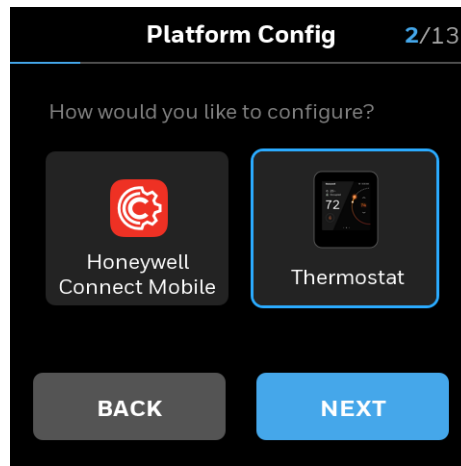 Platform Config 2/13
How would you like to configure?
72
Honeywell
Connect Mobile
Thermostat
BACK NEXT